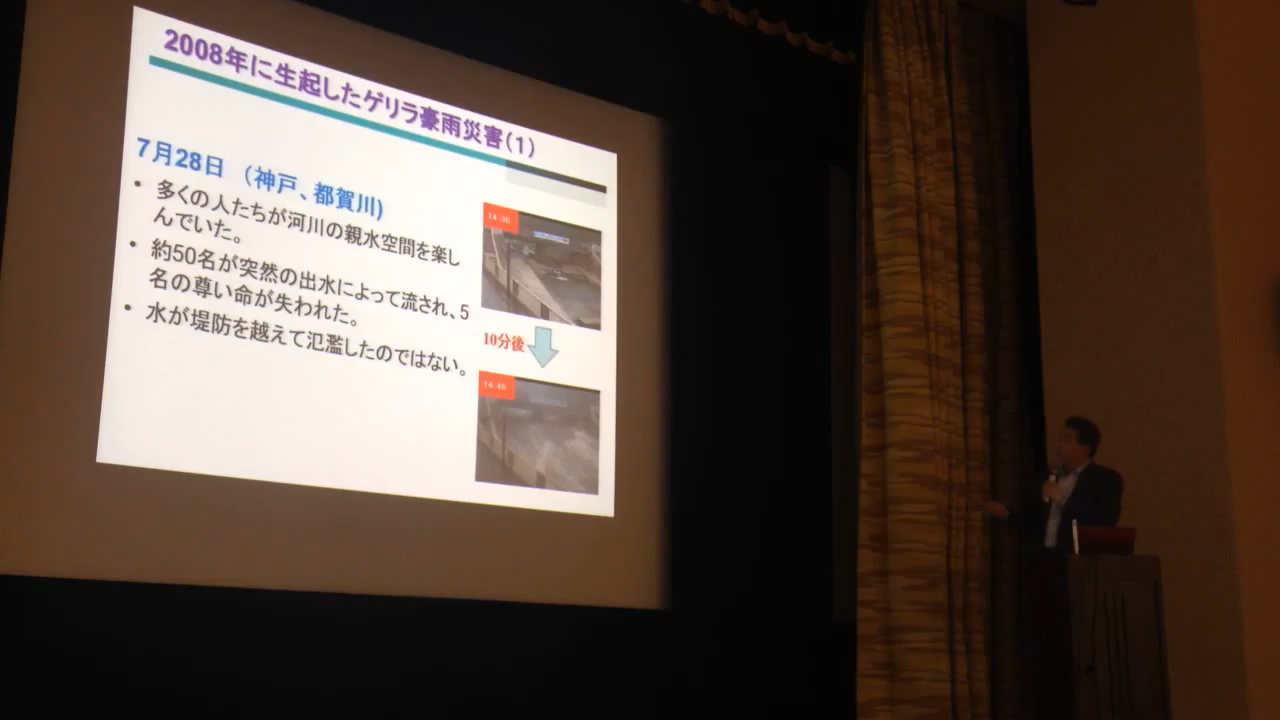 2008年に生起したゲリラ豪雨災害(1)
7月28日 (神戸、都賀川)
• 多くの人たちが河川の親水空間を楽し
んでいた。
• 約50名が突然の出水によって流され、5
名の尊い命が失われた。
• 水が堤防を越えて氾濫したのではない。
14:30
10分後
14:40